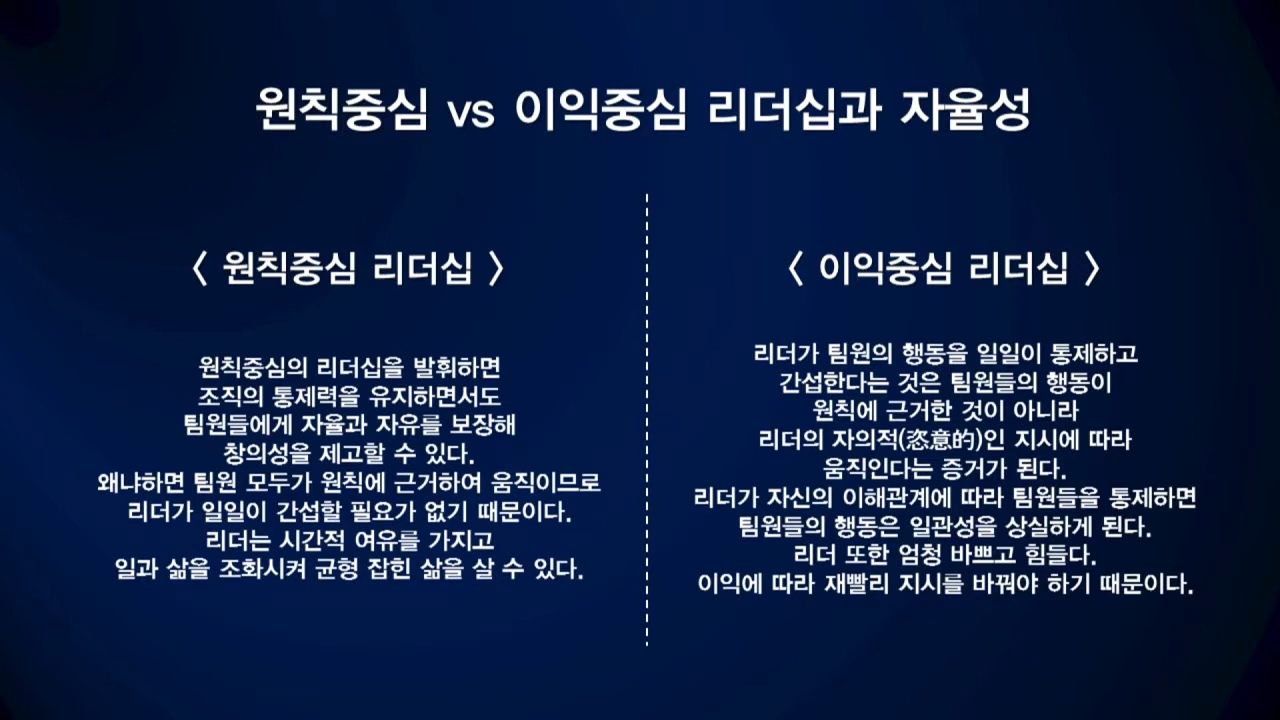 원칙중심 vs 이익중심 리더십과 자율성
〈 원칙중심 리더십 〉
원칙중심의 리더십을 발휘하면
조직의 통제력을 유지하면서도
팀원들에게 자율과 자유를 보장해
창의성을 제고할 수 있다.
왜냐하면 팀원 모두가 원칙에 근거하여 움직이므로
리더가 일일이 간섭할 필요가 없기 때문이다.
리더는 시간적 여유를 가지고
일과 삶을 조화시켜 균형 잡힌 삶을 살 수 있다.
〈 이익중심 리더십 〉
리더가 팀원의 행동을 일일이 통제하고
간섭한다는 것은 팀원들의 행동이
원칙에 근거한 것이 아니라
리더의 자의적(恣意的)인 지시에 따라
움직인다는 증거가 된다.
리더가 자신의 이해관계에 따라 팀원들을 통제하면
팀원들의 행동은 일관성을 상실하게 된다.
리더 또한 엄청 바쁘고 힘들다.
이익에 따라 재빨리 지시를 바꿔야 하기 때문이다.